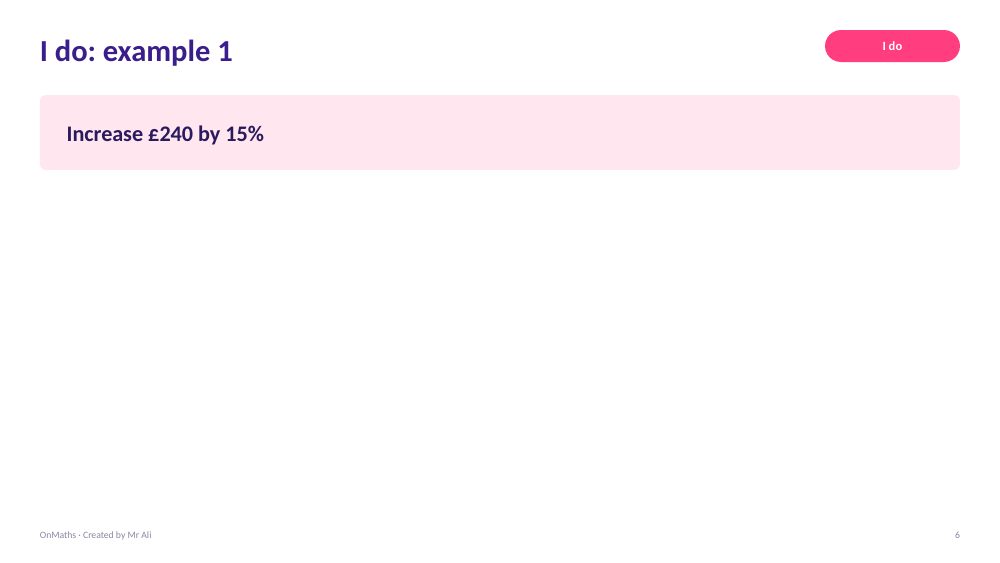 I do: example 1
I do
Increase £240 by 15%
OnMaths · Created by Mr Ali
6